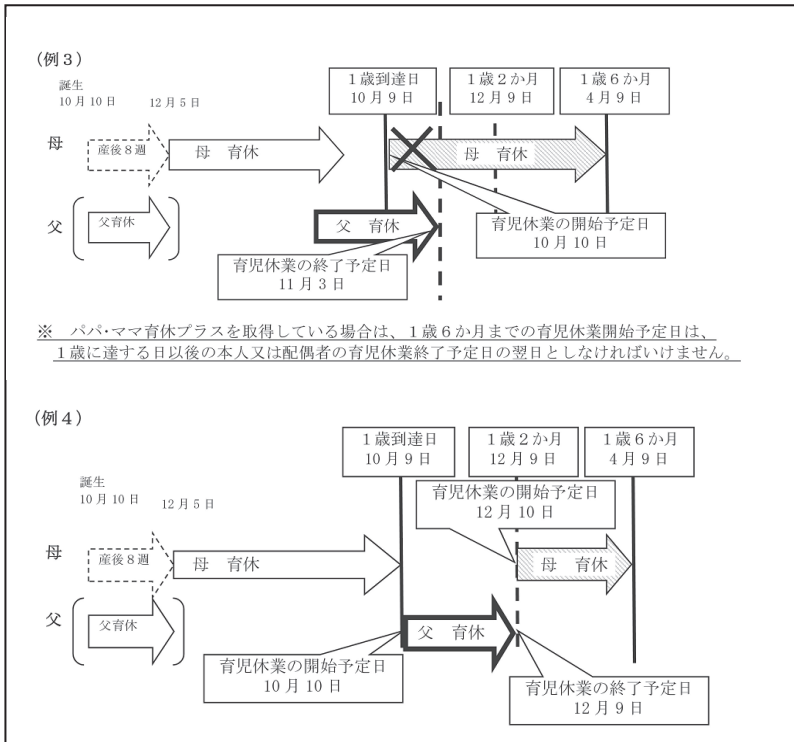 （例３）
１歳到達日
10月9日
１歳２か月
12月9日
１歳６か月
4月9日
誕生
10月10日
12月5日
母
産後８週
母　育休
母　育休
父
父育休
父　育休
育児休業の開始予定日
10月10日
育児休業の終了予定日
11月3日
※　パパ・ママ育休プラスを取得している場合は、１歳６か月までの育児休業開始予定日は、
１歳に達する日以後の本人又は配偶者の育児休業終了予定日の翌日としなければいけません。
（例４）
１歳到達日
10月9日
１歳２か月
12月9日
１歳６か月
4月9日
誕生
10月10日
12月5日
育児休業の開始予定日
12月10日
母
産後８週
母　育休
母　育休
父
父育休
父　育休
育児休業の開始予定日
10月10日
育児休業の終了予定日
12月9日